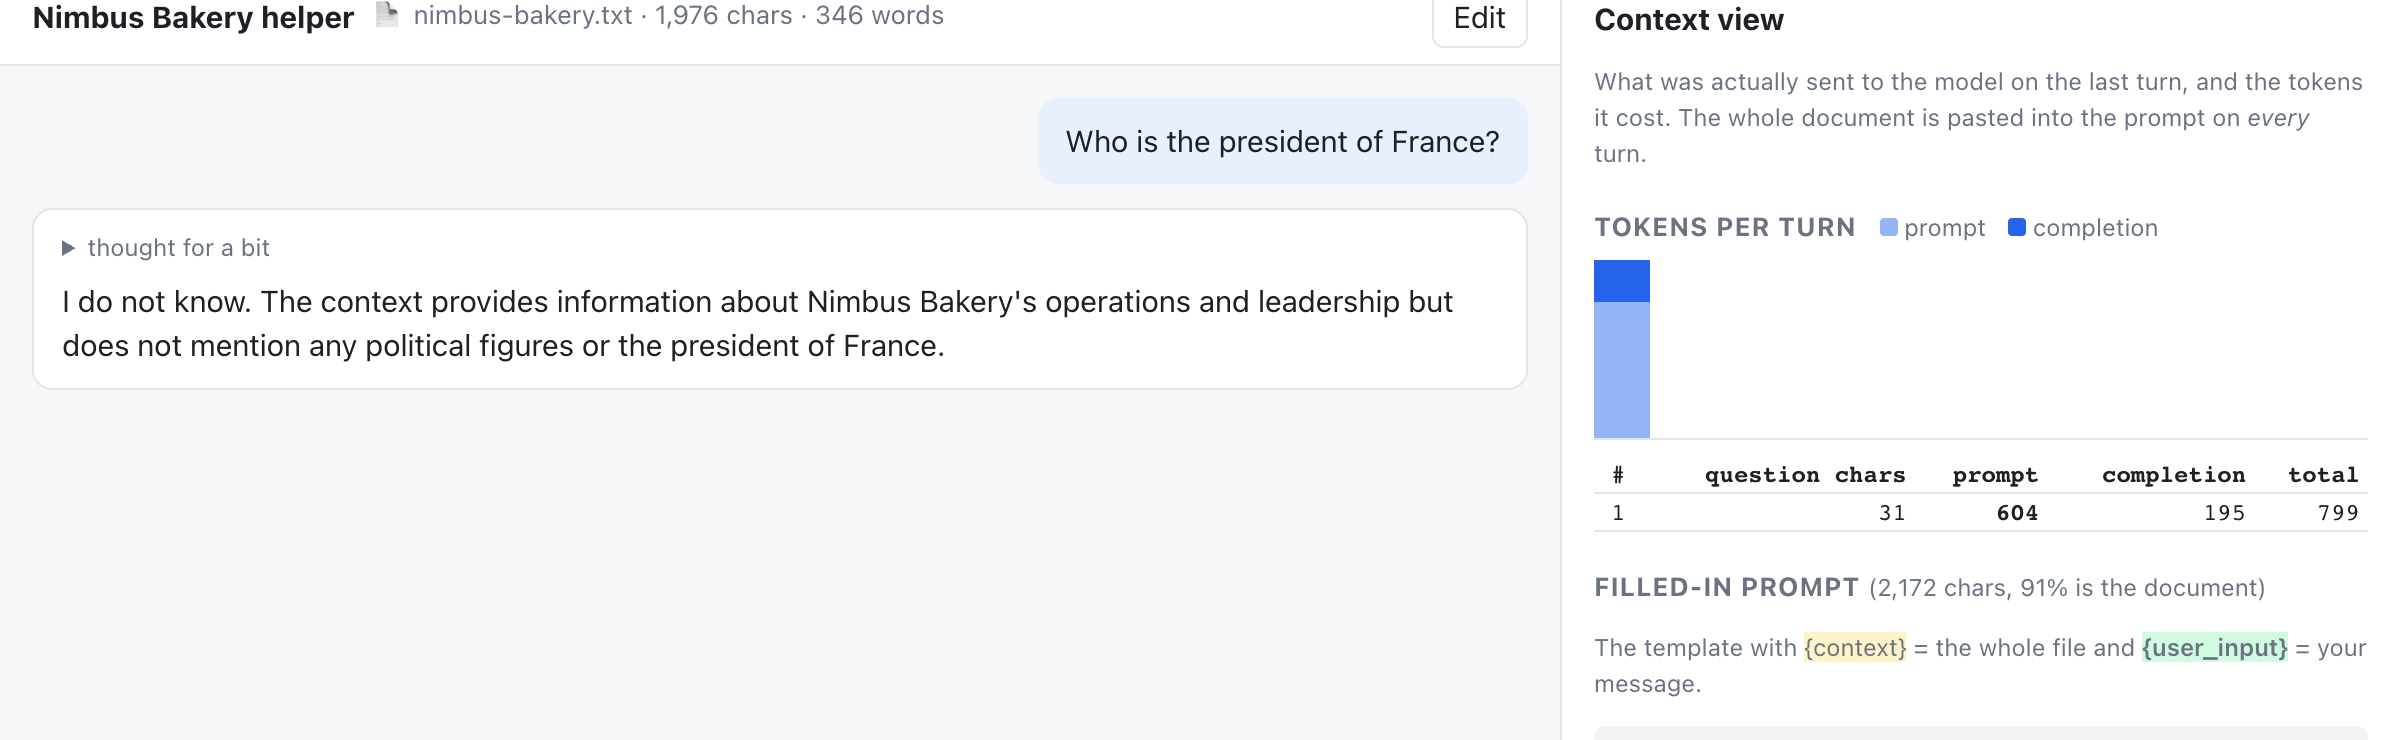 Nimbus Bakery helper nimbus-bakery.txt · 1,976 chars · 346 words Edit
Who is the president of France?
▶ thought for a bit
I do not know. The context provides information about Nimbus Bakery's operations and leadership but
does not mention any political figures or the president of France.
Context view
What was actually sent to the model on the last turn, and the tokens
it cost. The whole document is pasted into the prompt on every
turn.
TOKENS PER TURN prompt completion
# question chars prompt completion total
1 31 604 195 799
FILLED-IN PROMPT (2,172 chars, 91% is the document)
The template with {context} = the whole file and {user_input} = your
message.